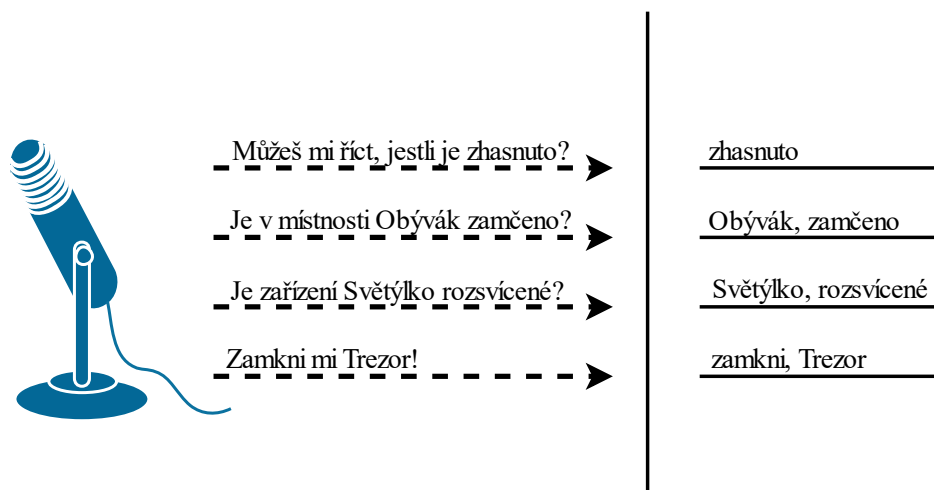 Můžeš mi říct, jestli je zhasnuto?
zhasnuto
Je v místnosti Obývák zamčeno?
Obývák, zamčeno
Je zařízení Světýlko rozsvícené?
Světýlko, rozsvícené
Zamkni mi Trezor!
zamkni, Trezor